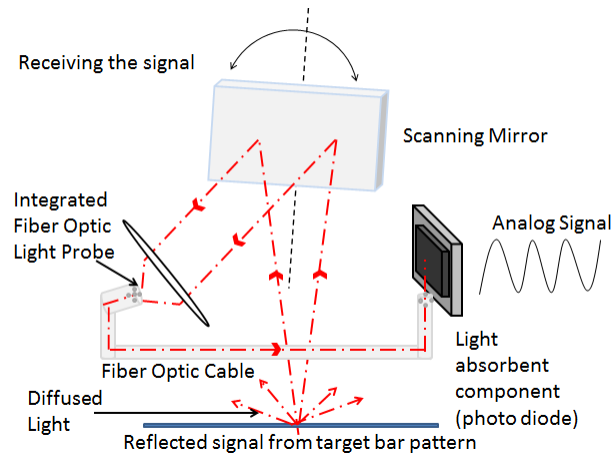 Receiving the signal
Scanning Mirror
Integrated
Fiber Optic
Light Probe
Analog Signal
Light
absorbent
component
(photo diode)
Fiber Optic Cable
Diffused
Light
Reflected signal from target bar pattern